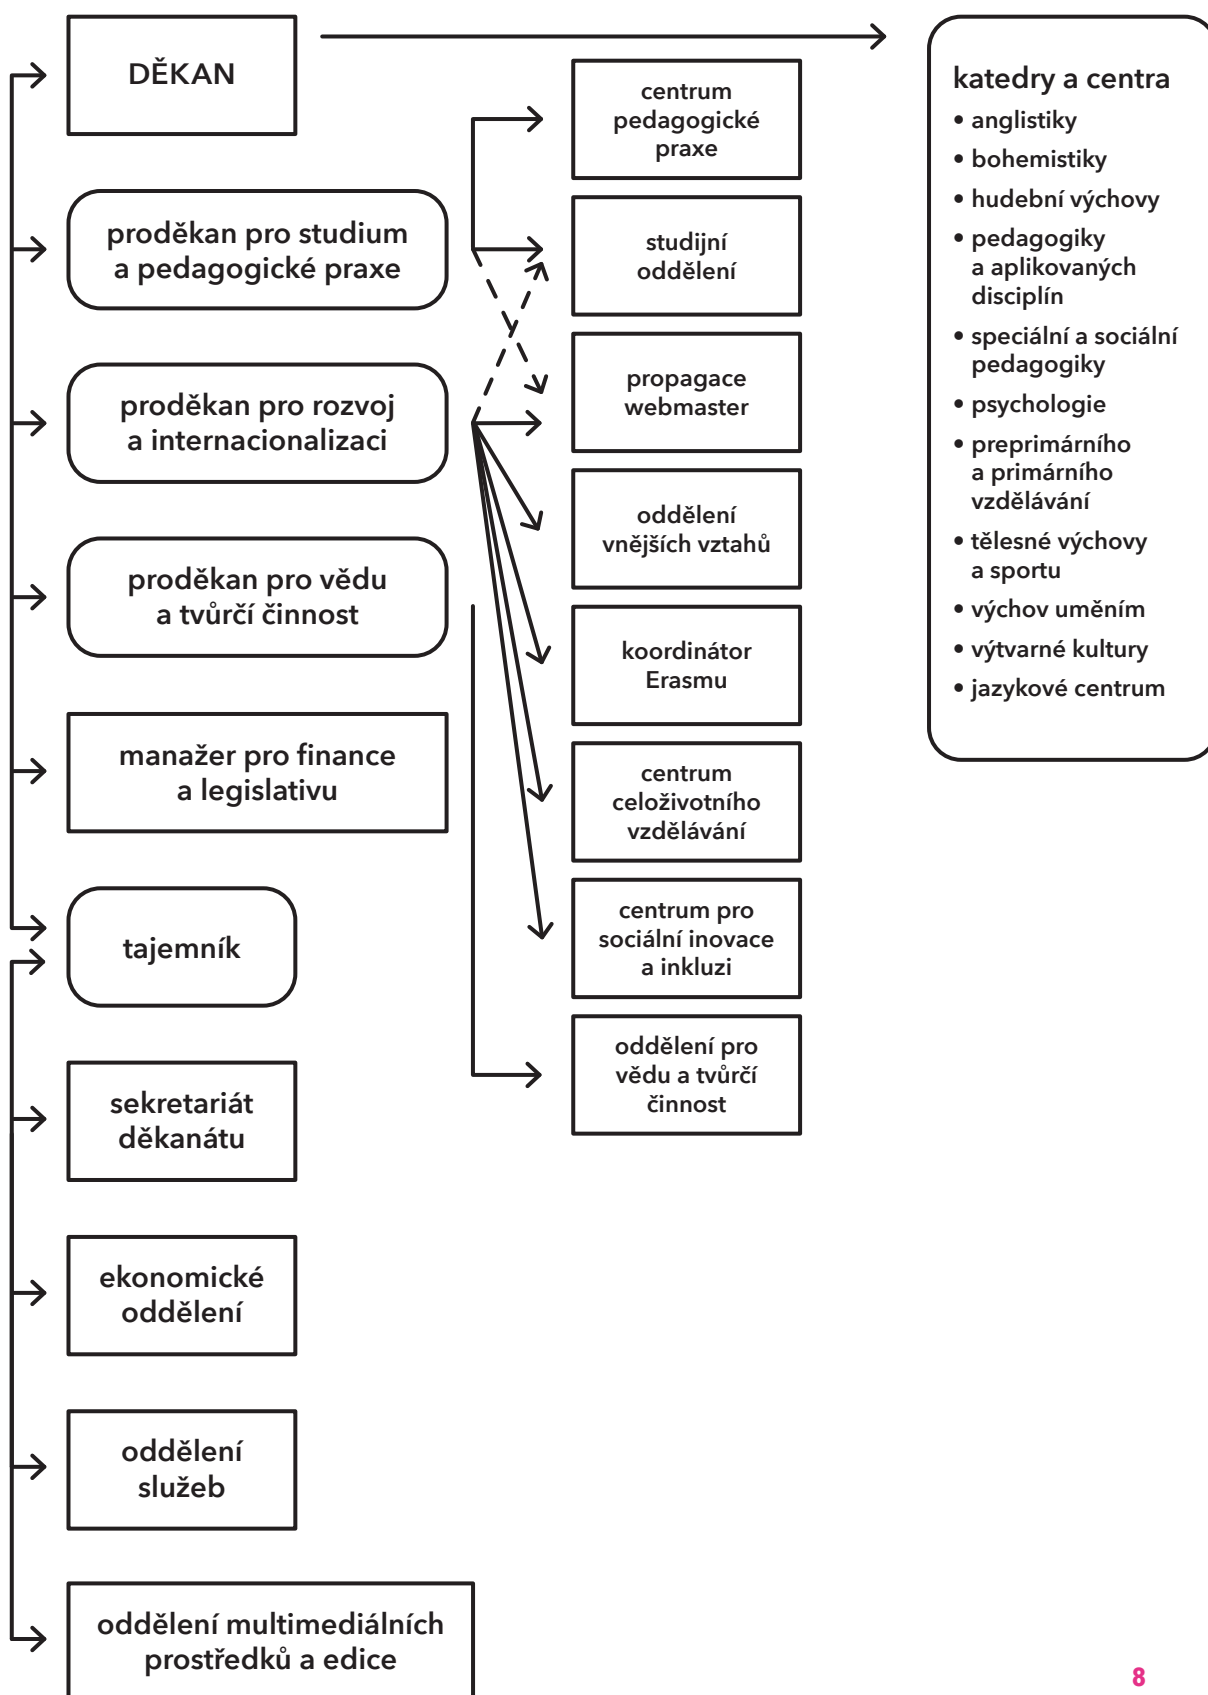 DĚKAN
proděkan pro studium
a pedagogické praxe
proděkan pro rozvoj
a internacionalizaci
proděkan pro vědu
a tvůrčí činnost
manažer pro finance
a legislativu
tajemník
sekretariát
děkanátu
ekonomické
oddělení
oddělení
služeb
oddělení multimediálních
prostředků a edice
centrum
pedagogické
praxe
studijní
oddělení
propagace
webmaster
oddělení
vnějších vztahů
koordinátor
Erasmu
centrum
celoživotního
vzdělávání
centrum pro
sociální inovace
a inkluzi
oddělení pro
vědu a tvůrčí
činnost
katedry a centra
• anglistiky
• bohemistiky
• hudební výchovy
• pedagogiky
a aplikovaných
disciplín
• speciální a sociální
pedagogiky
• psychologie
• preprimárního
a primárního
vzdělávání
• tělesné výchovy
a sportu
• výchov uměním
• výtvarné kultury
• jazykové centrum
8